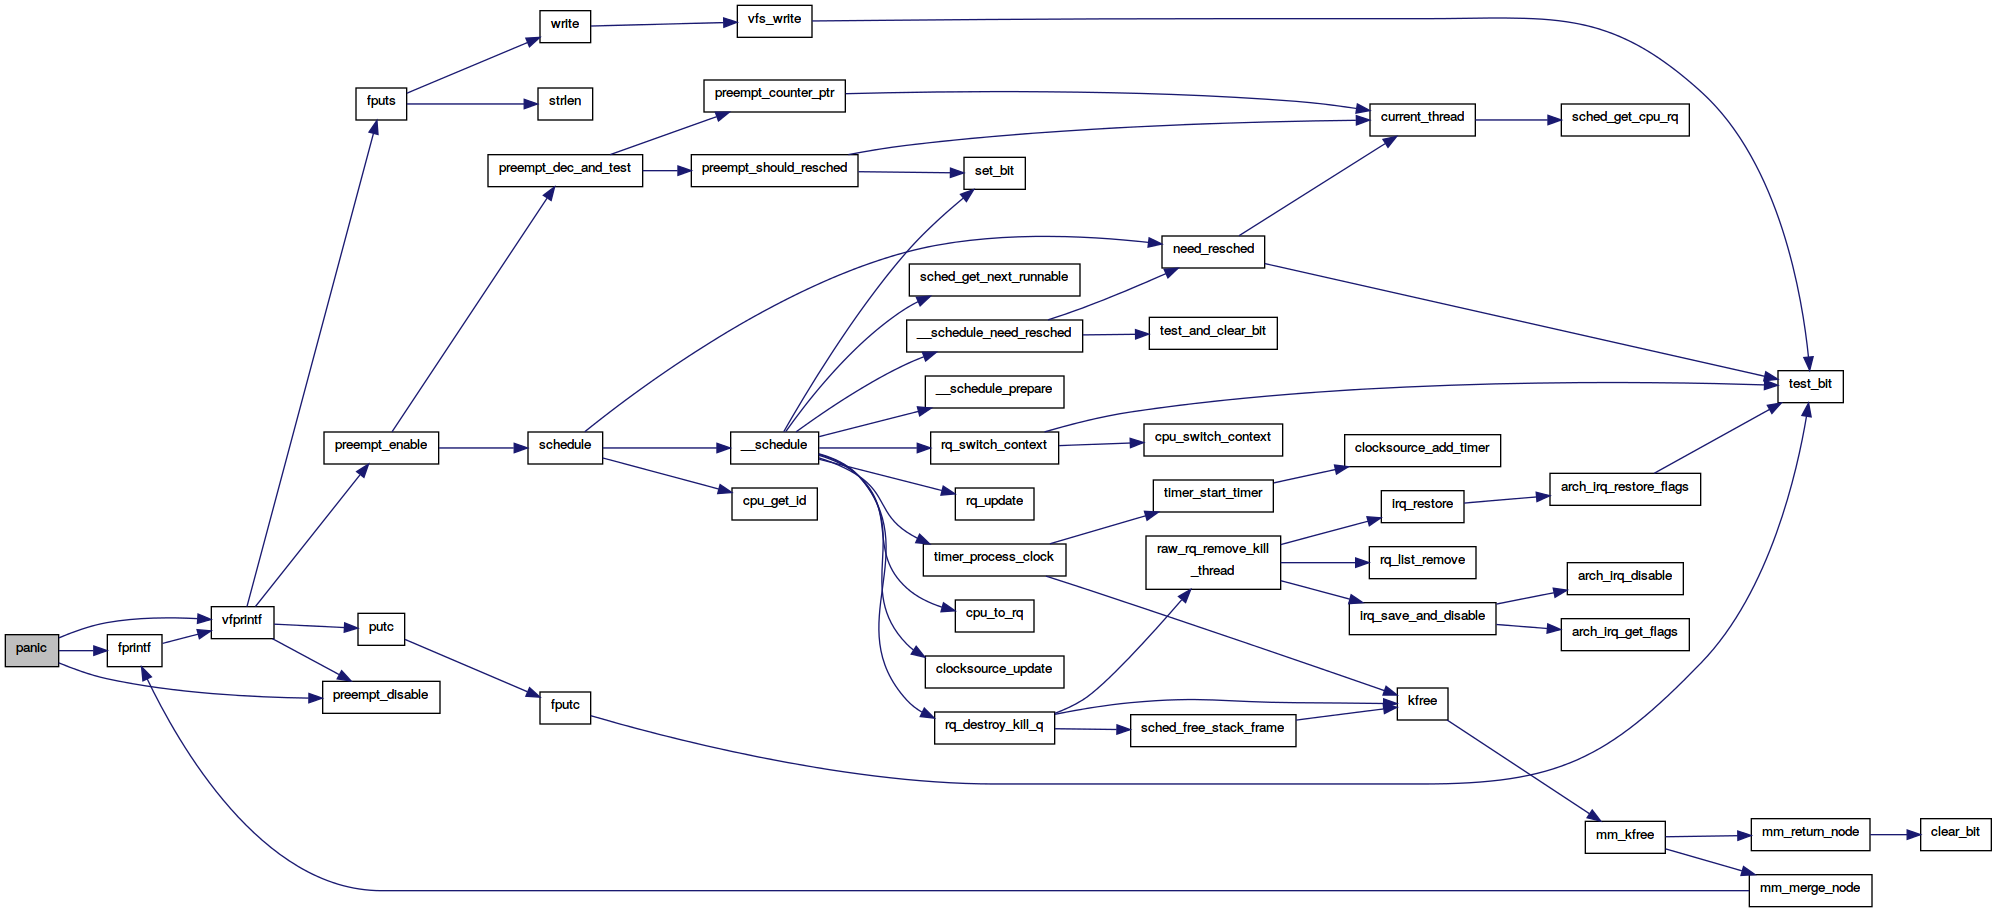 write
vfs_write
fputs
strlen
preempt_counter_ptr
current_thread
sched_get_cpu_rq
preempt_dec_and_test
preempt_should_resched
set_bit
need_resched
sched_get_next_runnable
__schedule_need_resched
test_and_clear_bit
test_bit
__schedule_prepare
preempt_enable
schedule
__schedule
rq_switch_context
cpu_switch_context
clocksource_add_timer
cpu_get_id
rq_update
timer_start_timer
irq_restore
arch_irq_restore_flags
timer_process_clock
raw_rq_remove_kill
_thread
rq_list_remove
arch_irq_disable
cpu_to_rq
irq_save_and_disable
arch_irq_get_flags
panic
fprintf
vfprintf
putc
clocksource_update
preempt_disable
fputc
rq_destroy_kill_q
sched_free_stack_frame
kfree
mm_kfree
mm_return_node
clear_bit
mm_merge_node